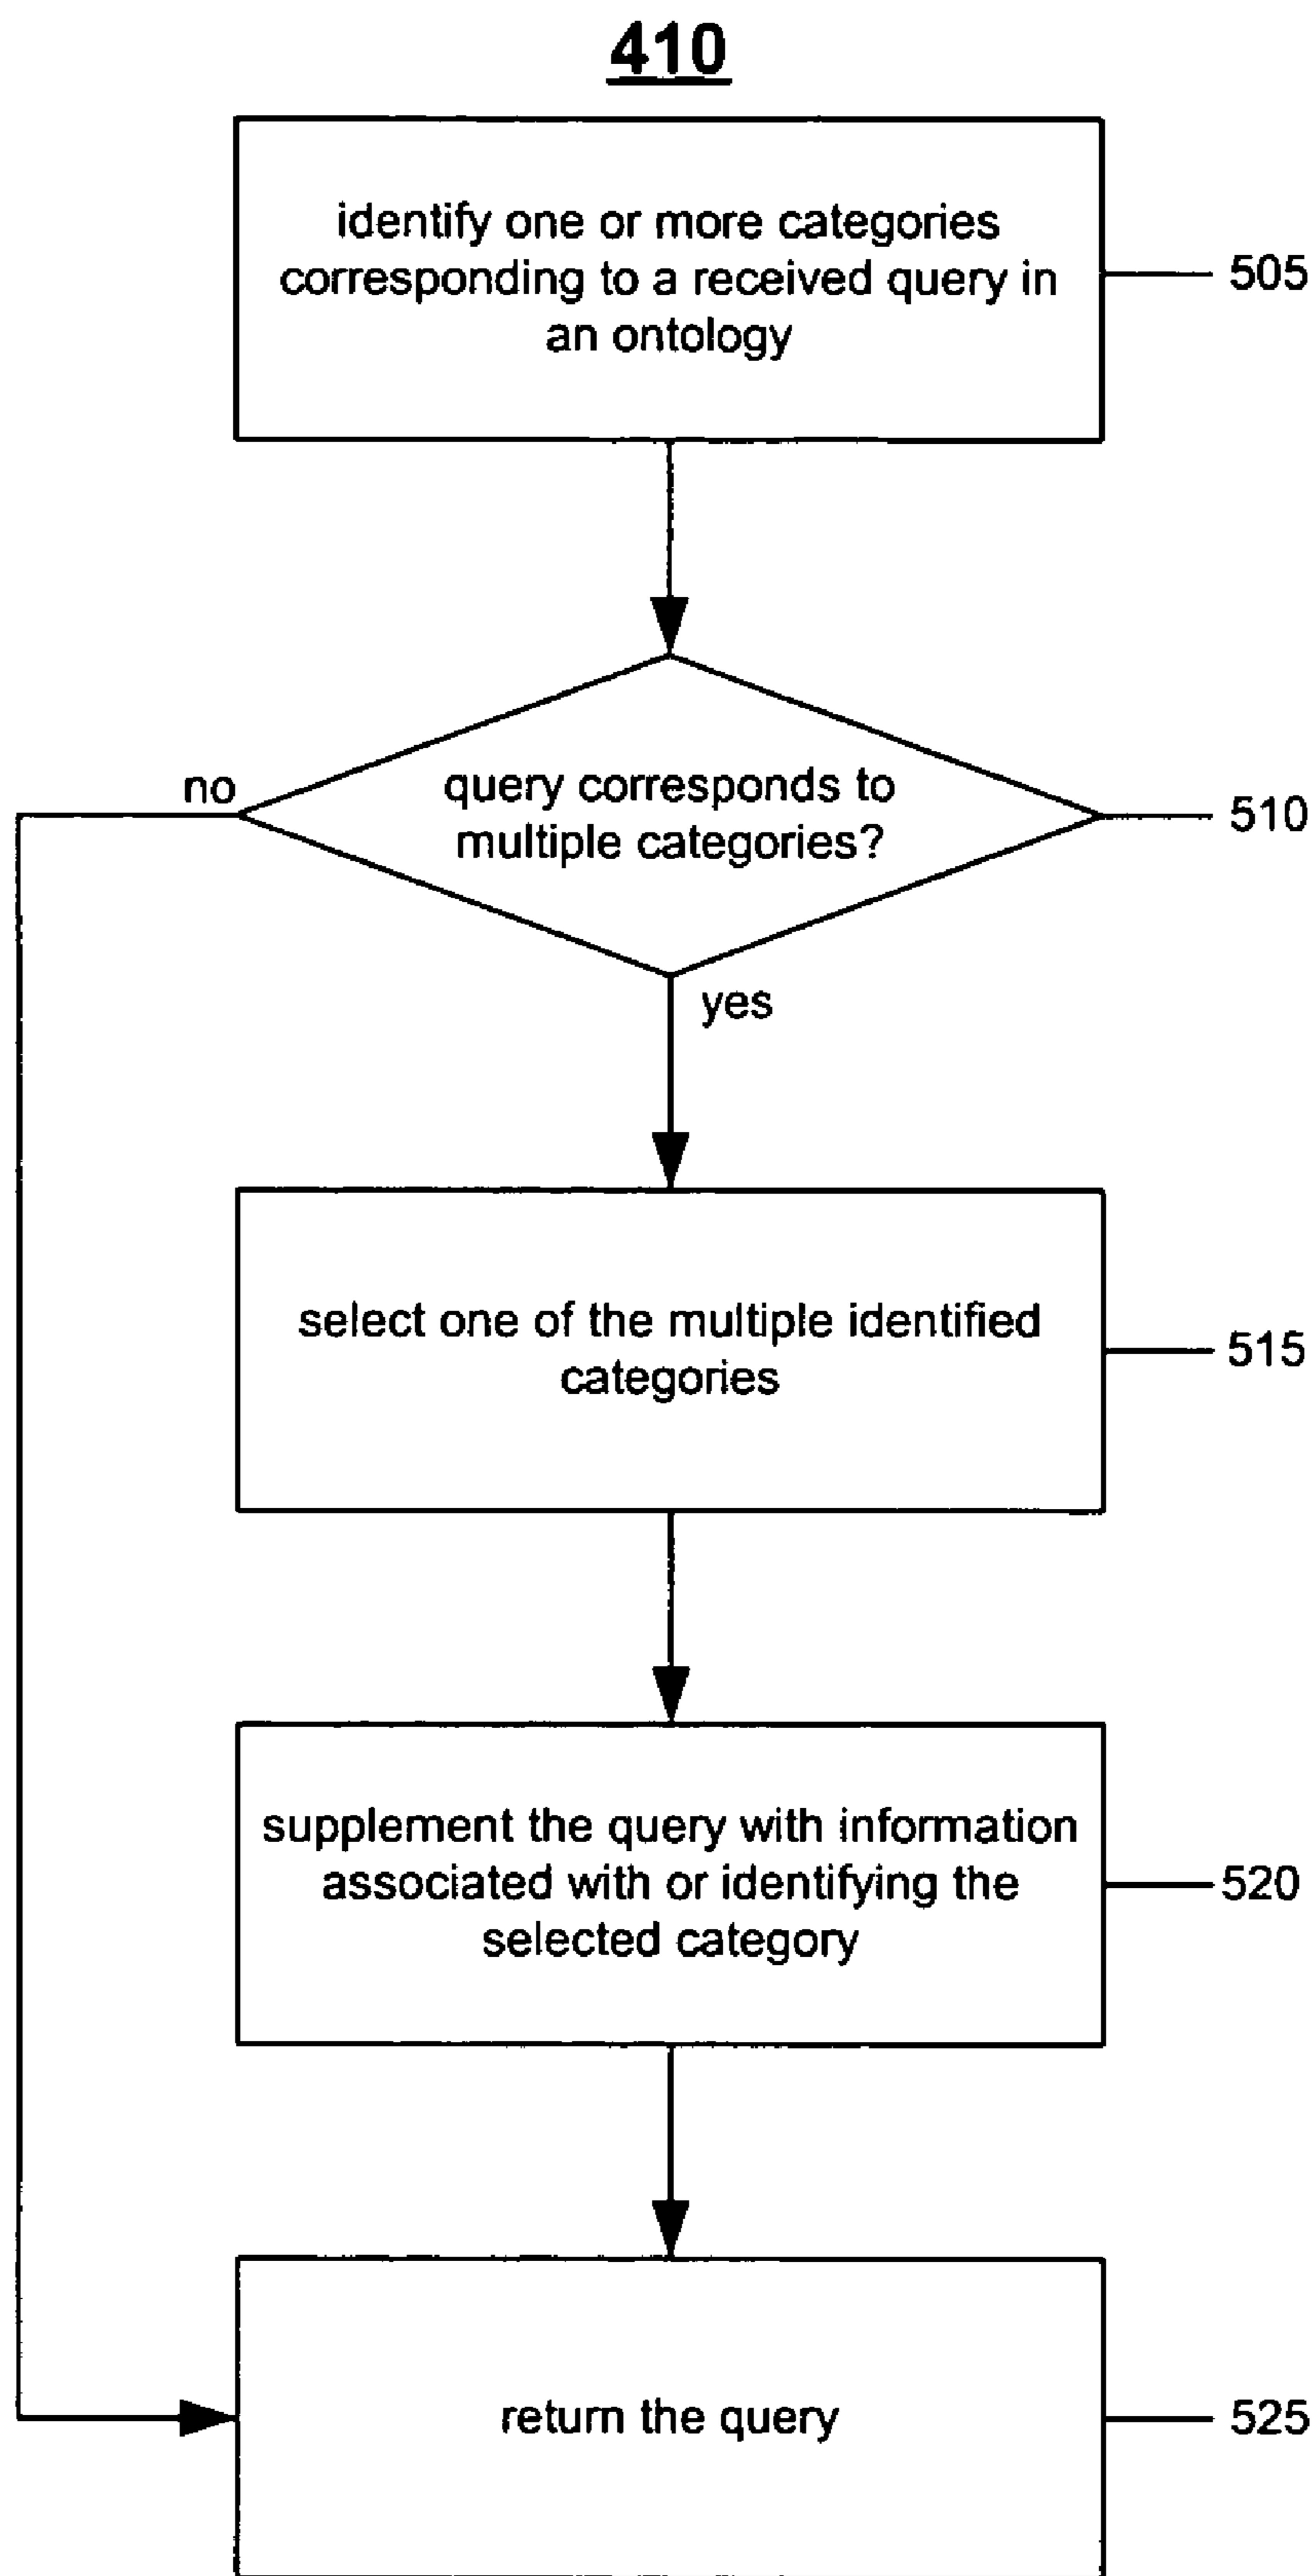 410
identify one or more categories
corresponding to a received query in
an ontology
505
no
query corresponds to
multiple categories?
510
yes
select one of the multiple identified
categories
515
supplement the query with information
associated with or identifying the
selected category
520
return the query
525